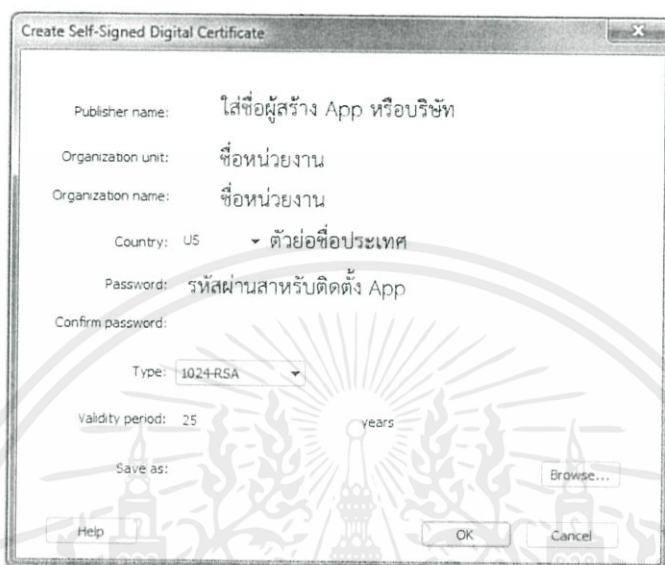 Create Self-Signed Digital Certificate
Publisher name: ใส่ชื่อผู้สร้าง App หรือบริษัท
Organization unit: ชื่อหน่วยงาน
Organization name: ชื่อหน่วยงาน
Country: US ตัวย่อชื่อประเทศ
Password: รหัสผ่านสาหรับติดตั้ง App
Confirm password:
Type: 1024-RSA
Validity period: 25 years
Save as: Browse...
Help OK Cancel